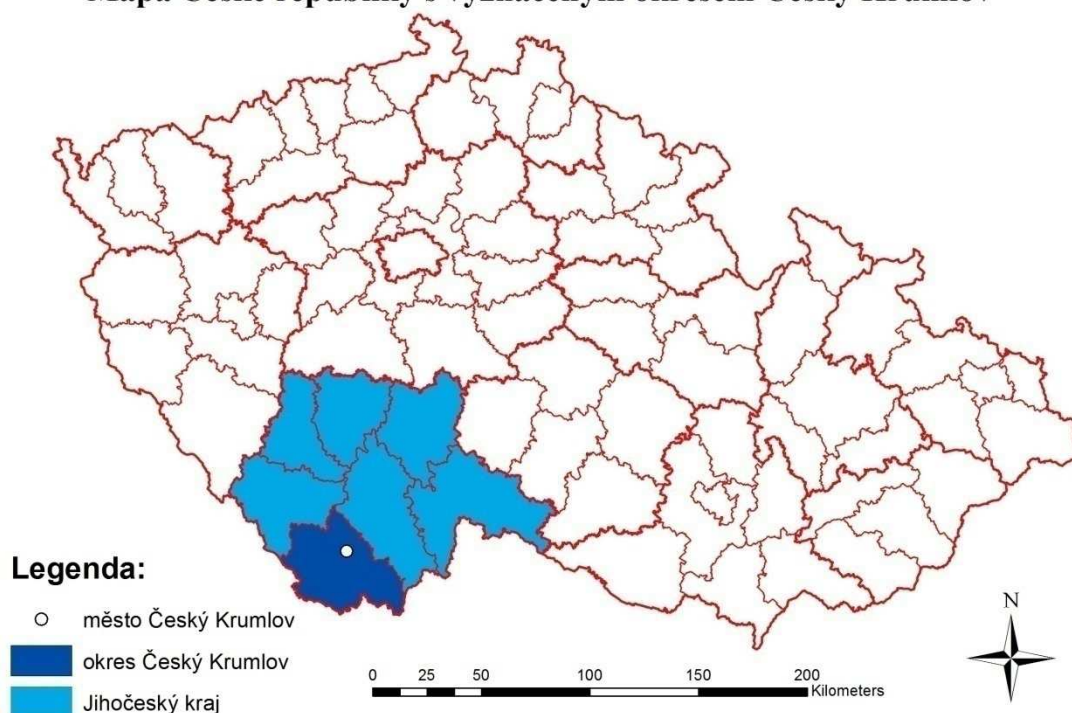 Mapa České republiky s vyznačeným okresem Český Krumlov
Legenda:
město Český Krumlov
okres Český Krumlov
Jihočeský kraj
0 25 50 100 150 200
Kilometers
N